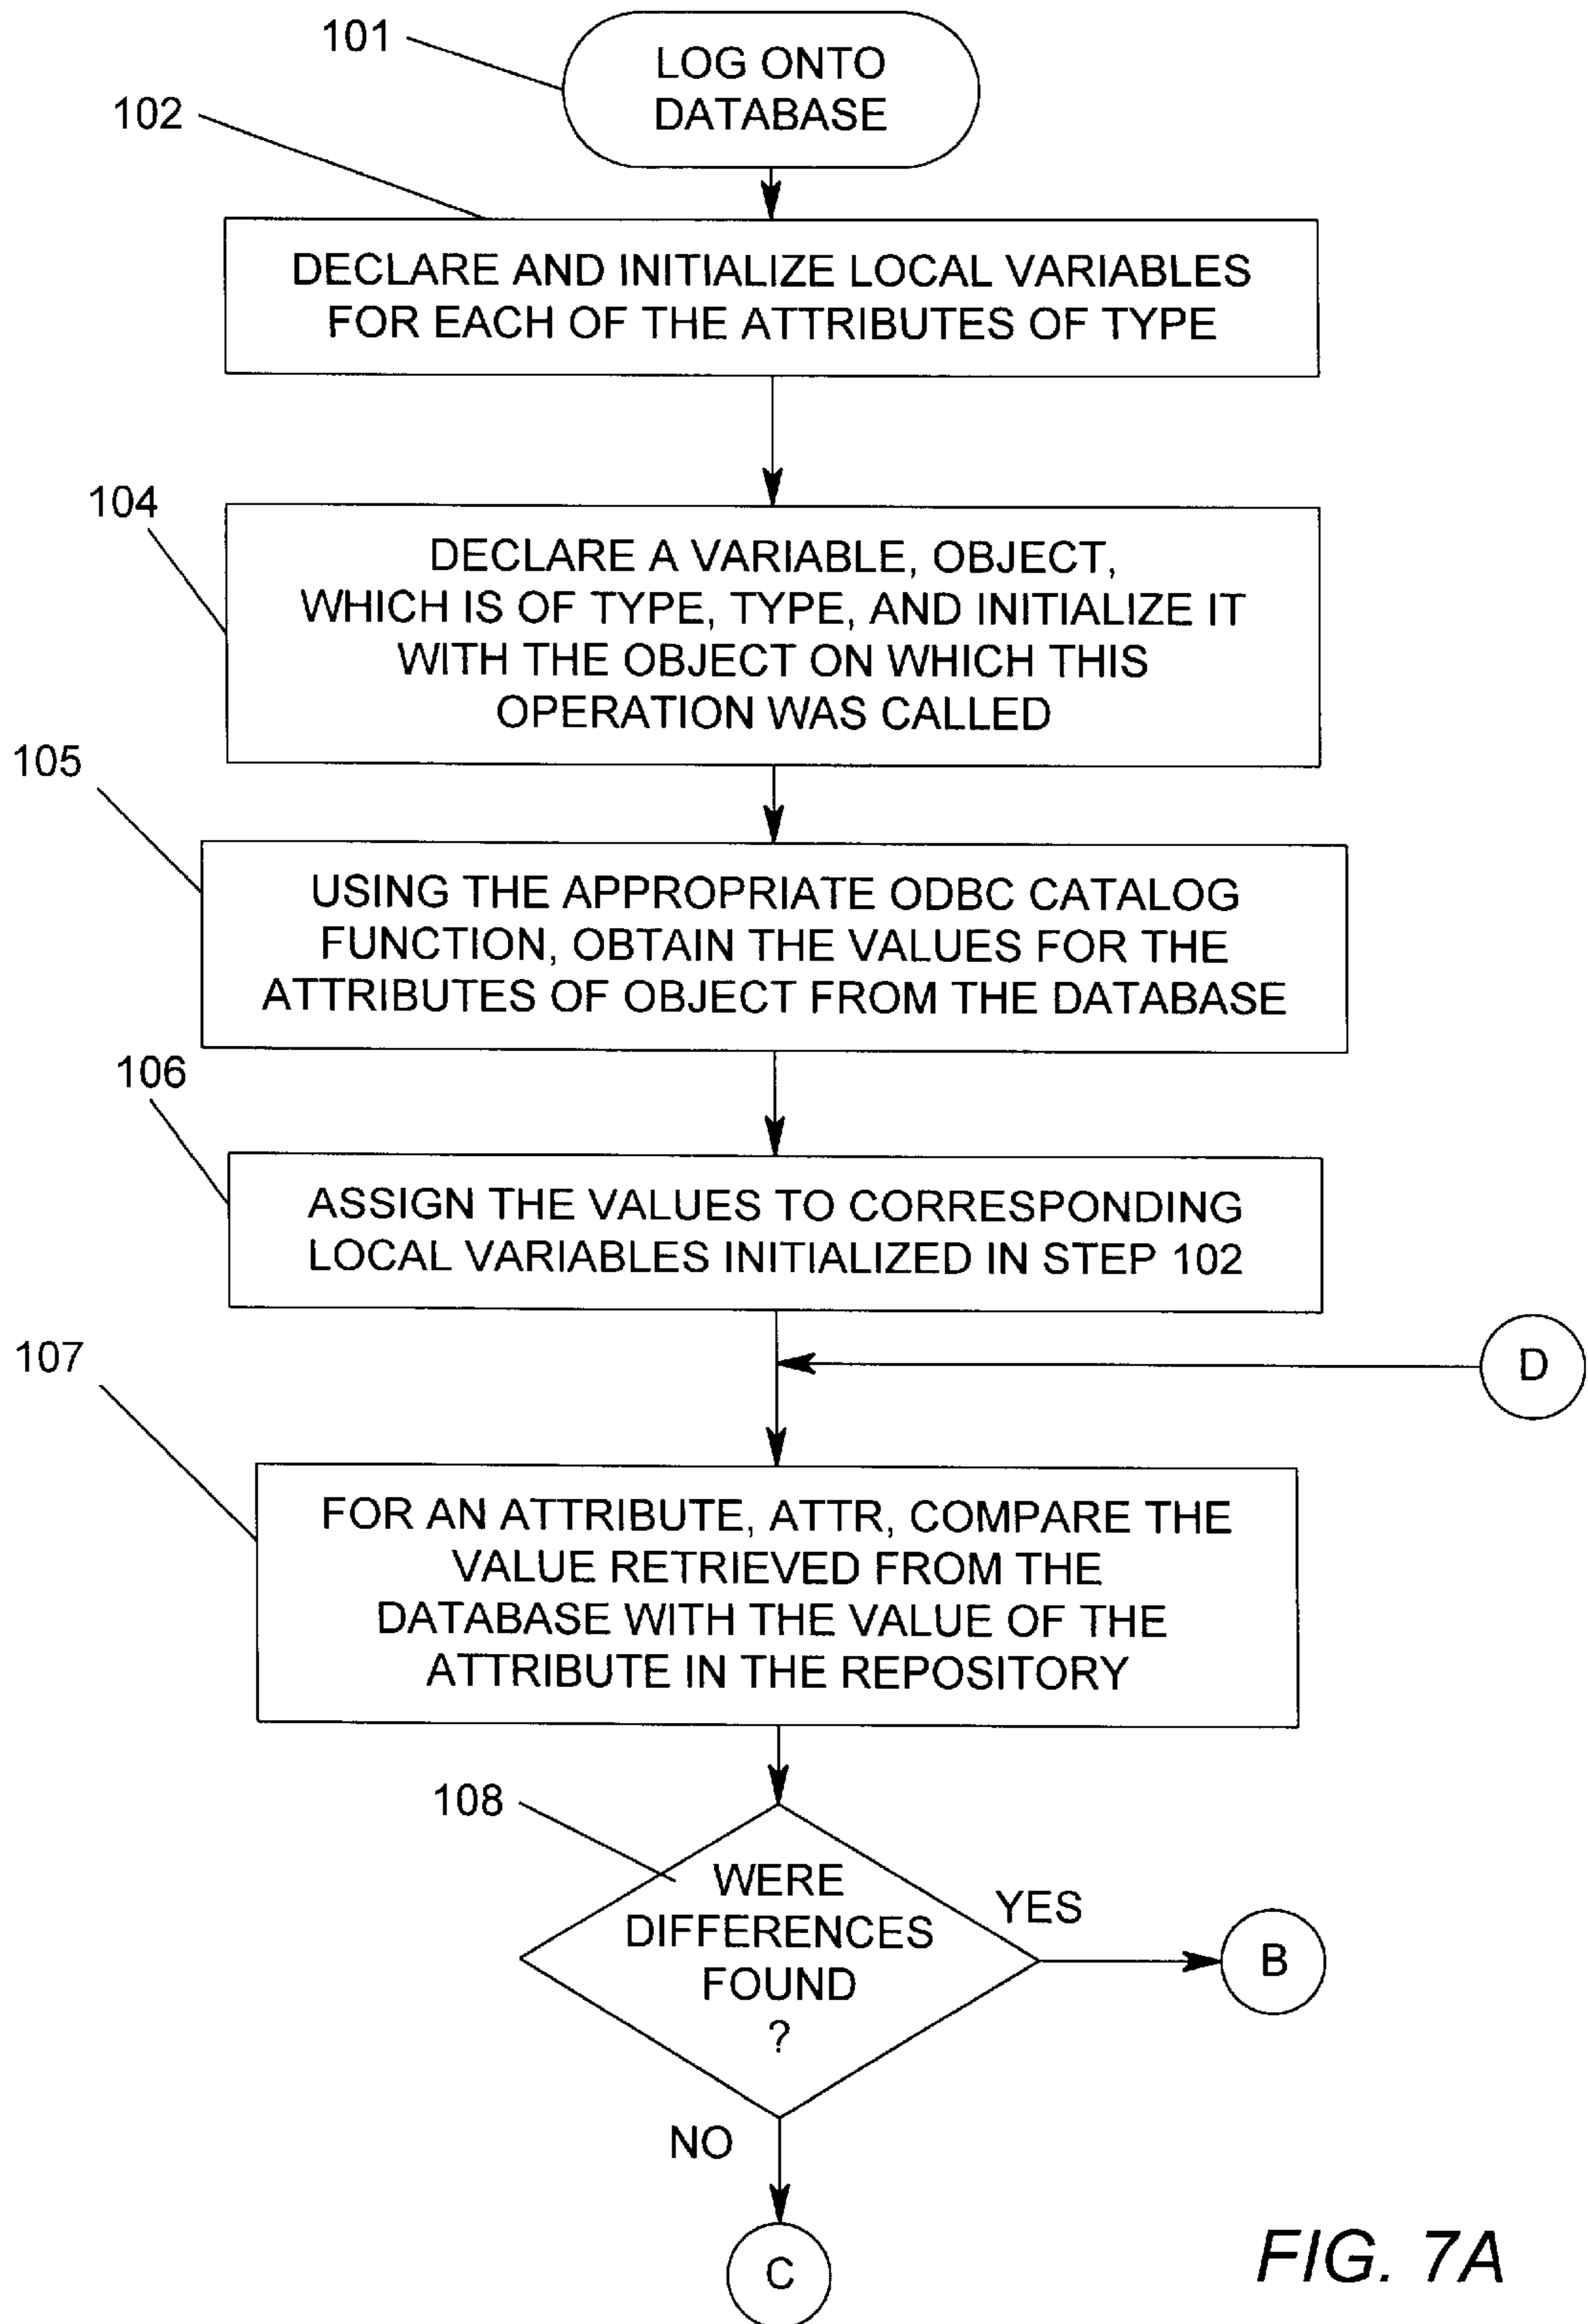 101
LOG ONTO
DATABASE
102
DECLARE AND INITIALIZE LOCAL VARIABLES
FOR EACH OF THE ATTRIBUTES OF TYPE
104
DECLARE A VARIABLE, OBJECT,
WHICH IS OF TYPE, TYPE, AND INITIALIZE IT
WITH THE OBJECT ON WHICH THIS
OPERATION WAS CALLED
105
USING THE APPROPRIATE ODBC CATALOG
FUNCTION, OBTAIN THE VALUES FOR THE
ATTRIBUTES OF OBJECT FROM THE DATABASE
106
ASSIGN THE VALUES TO CORRESPONDING
LOCAL VARIABLES INITIALIZED IN STEP 102
107
D
FOR AN ATTRIBUTE, ATTR, COMPARE THE
VALUE RETRIEVED FROM THE
DATABASE WITH THE VALUE OF THE
ATTRIBUTE IN THE REPOSITORY
108
WERE
DIFFERENCES
FOUND
?
YES
B
NO
C
FIG. 7A